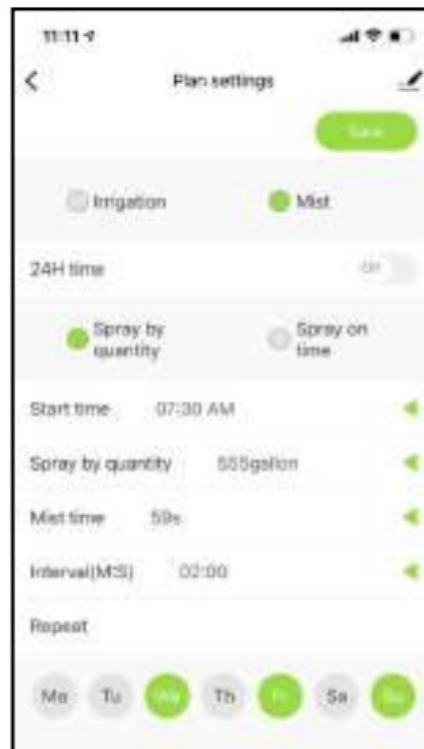 11:11
Plan settings
Save
Irrigation Mist
24H time Off
Spray by quantity Spray on time
Start time 07:30 AM
Spray by quantity 555gallon
Mist time 59s
Interval(M:S) 02:00
Repeat
Mo Tu We Th Fr Sa Su